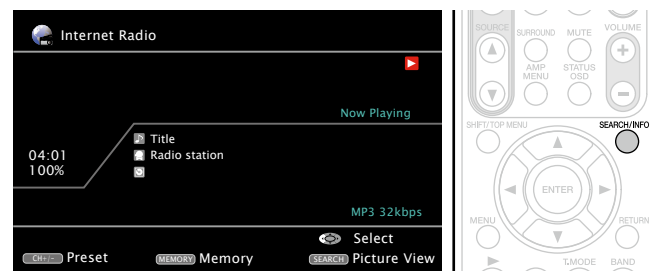 Internet Radio
Now Playing
Title
04:01
Radio station
100%
MP3 32kbps
Select
CH+/− Preset
MEMORY Memory
SEARCH Picture View
SOURCE
SURROUND
MUTE
VOLUME
AMP MENU
STATUS OSD
SHIFT/TOP MENU
SEARCH/INFO
ENTER
MENU
RETURN
T.MODE
BAND